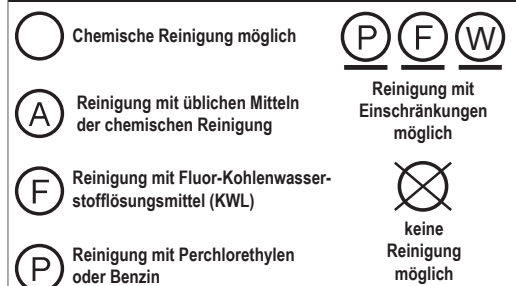 Chemische Reinigung möglich
A
Reinigung mit üblichen Mitteln
der chemischen Reinigung
F
Reinigung mit Fluor-Kohlenwasser-
stofflösungsmittel (KWL)
P
Reinigung mit Perchlorethylen
oder Benzin
P F W
Reinigung mit
Einschränkungen
möglich
keine
Reinigung
möglich